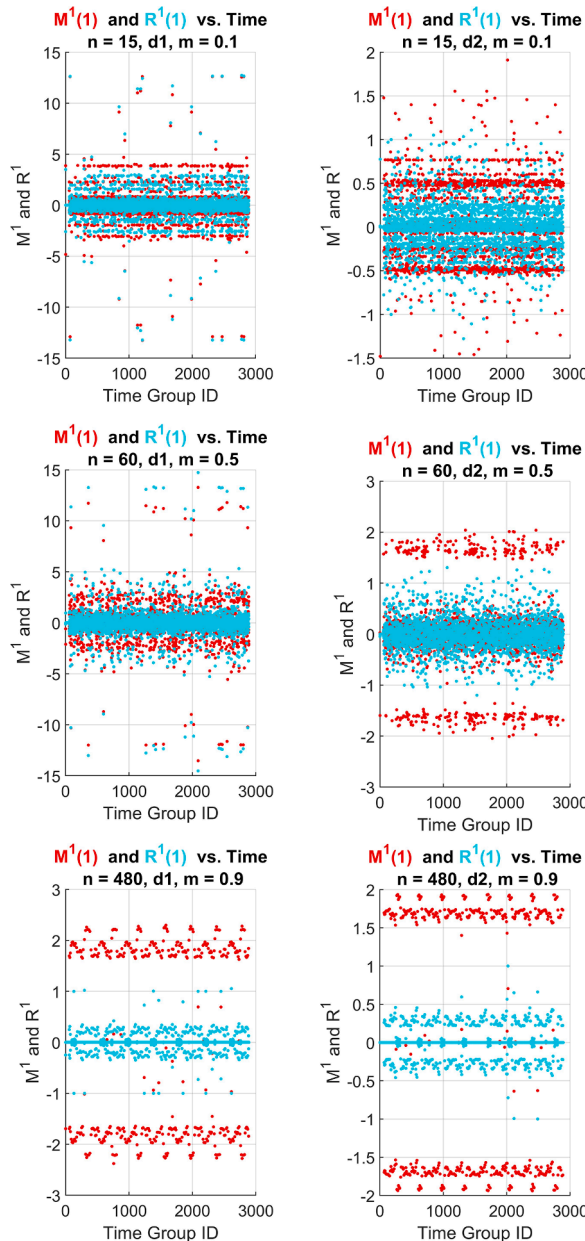 M¹(1) and R¹(1) vs. Time
n = 15, d1, m = 0.1
15
10
5
0
-5
-10
-15
M¹ and R¹
0 1000 2000 3000
Time Group ID
M¹(1) and R¹(1) vs. Time
n = 15, d2, m = 0.1
2
1.5
1
0.5
0
-0.5
-1
-1.5
M¹ and R¹
0 1000 2000 3000
Time Group ID
M¹(1) and R¹(1) vs. Time
n = 60, d1, m = 0.5
15
10
5
0
-5
-10
-15
M¹ and R¹
0 1000 2000 3000
Time Group ID
M¹(1) and R¹(1) vs. Time
n = 60, d2, m = 0.5
3
2
1
0
-1
-2
-3
M¹ and R¹
0 1000 2000 3000
Time Group ID
M¹(1) and R¹(1) vs. Time
n = 480, d1, m = 0.9
3
2
1
0
-1
-2
-3
M¹ and R¹
0 1000 2000 3000
Time Group ID
M¹(1) and R¹(1) vs. Time
n = 480, d2, m = 0.9
2
1.5
1
0.5
0
-0.5
-1
-1.5
-2
M¹ and R¹
0 1000 2000 3000
Time Group ID